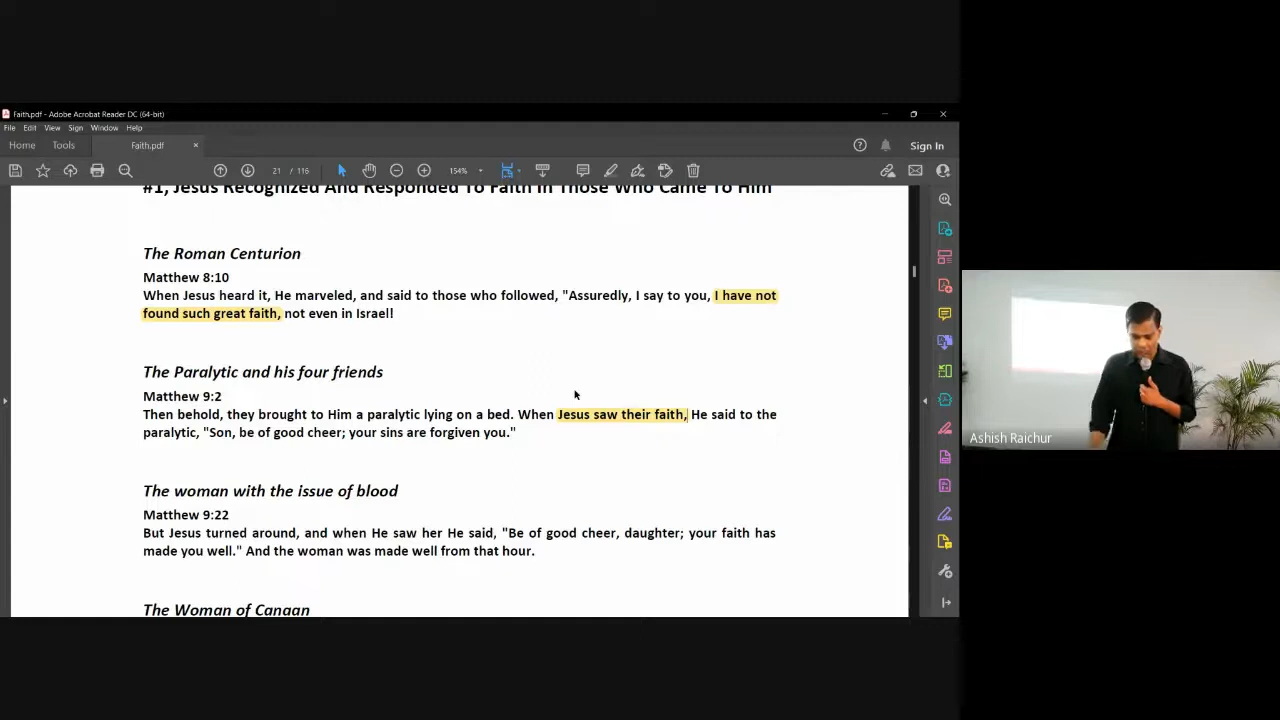 Faith.pdf - Adobe Acrobat Reader DC (64-bit)
File Edit View Sign Window Help
Home Tools Faith.pdf × Sign In
21 / 116 154%
#1, Jesus Recognized And Responded To Faith In Those Who Came To Him
The Roman Centurion
Matthew 8:10
When Jesus heard it, He marveled, and said to those who followed, "Assuredly, I say to you, I have not
found such great faith, not even in Israel!
The Paralytic and his four friends
Matthew 9:2
Then behold, they brought to Him a paralytic lying on a bed. When Jesus saw their faith, He said to the
paralytic, "Son, be of good cheer; your sins are forgiven you."
The woman with the issue of blood
Matthew 9:22
But Jesus turned around, and when He saw her He said, "Be of good cheer, daughter; your faith has
made you well." And the woman was made well from that hour.
The Woman of Canaan
Ashish Raichur